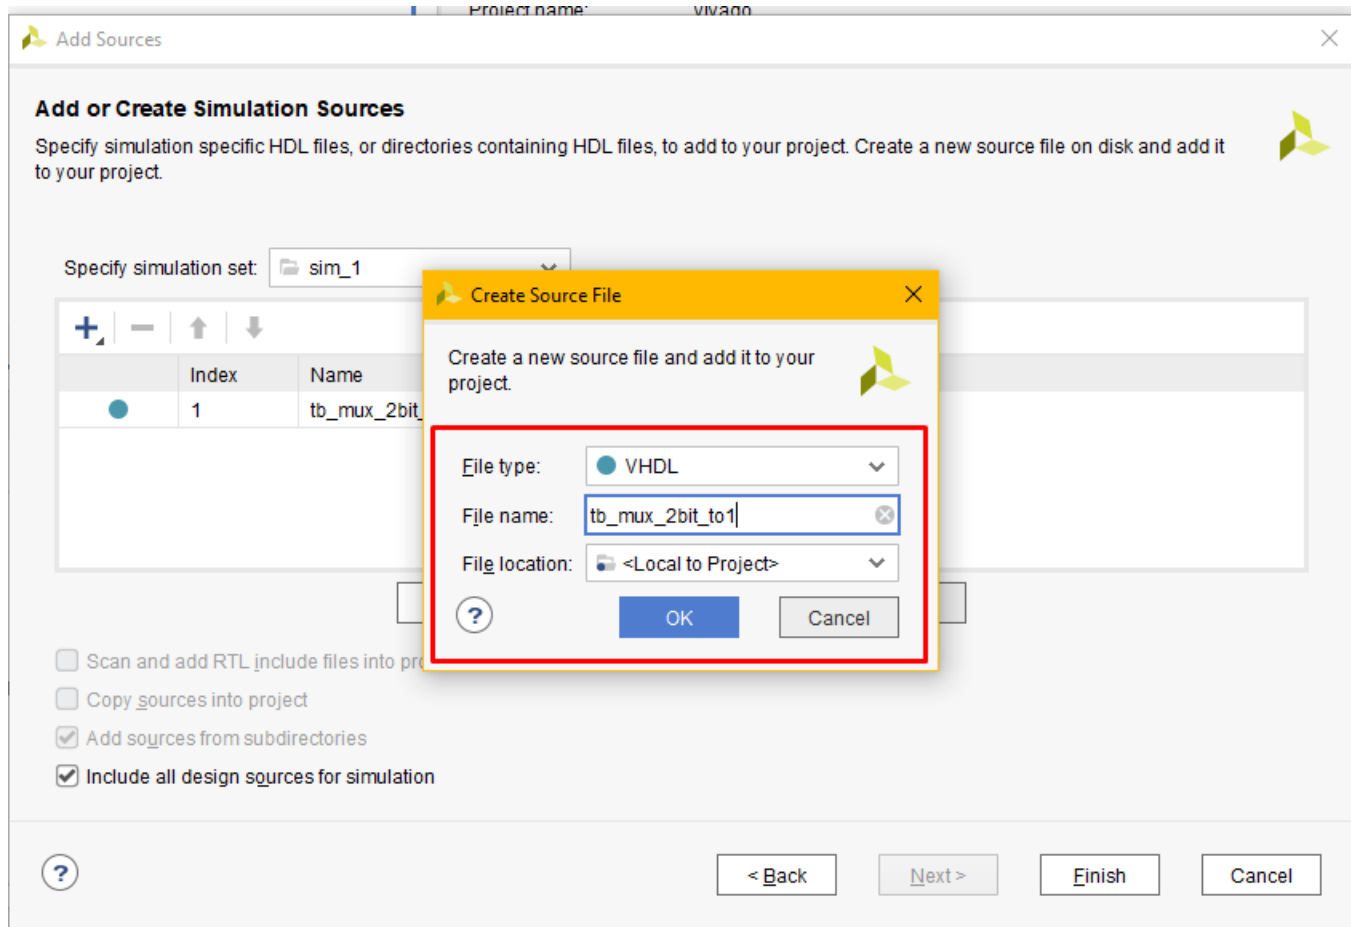 Project name: Vivado
Add Sources
Add or Create Simulation Sources
Specify simulation specific HDL files, or directories containing HDL files, to add to your project. Create a new source file on disk and add it
to your project.
Specify simulation set: sim_1
Create Source File
Create a new source file and add it to your
project.
Index Name
1 tb_mux_2bit_
File type: VHDL
File name: tb_mux_2bit_to1
File location: <Local to Project>
? OK Cancel
Scan and add RTL include files into pro
Copy sources into project
Add sources from subdirectories
Include all design sources for simulation
? < Back Next > Finish Cancel